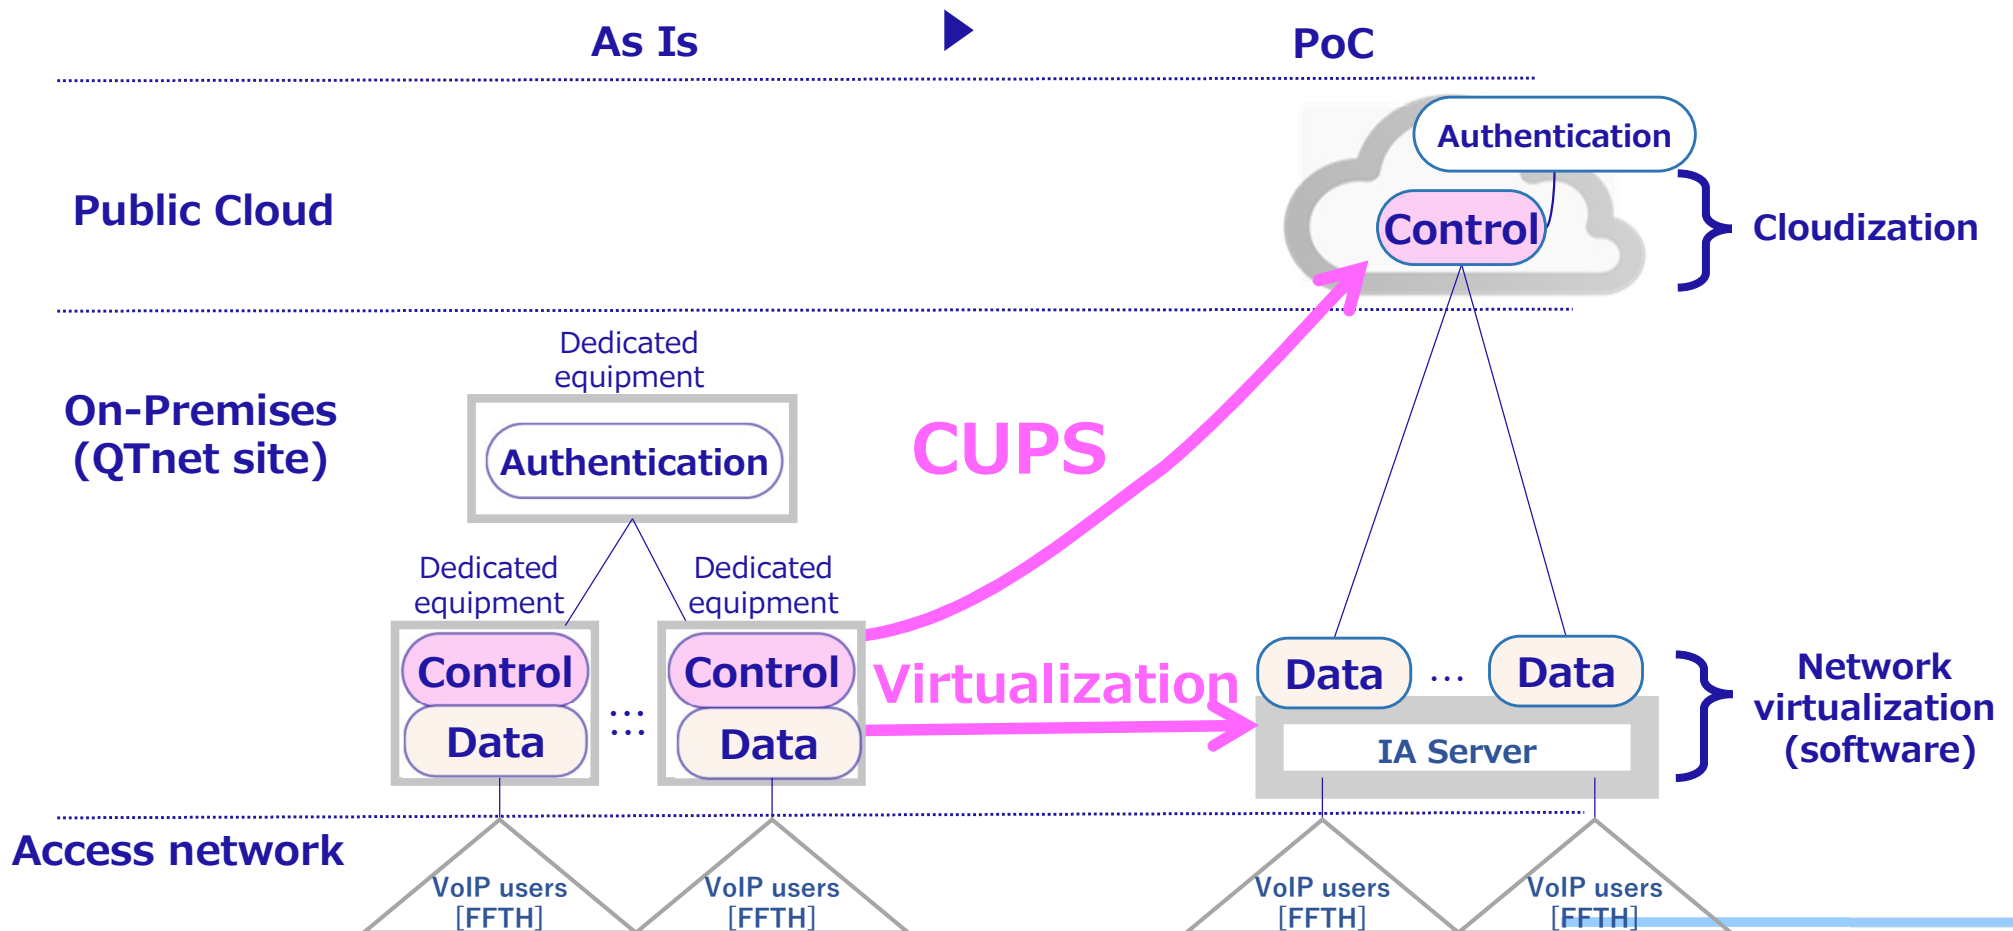 As Is
PoC
Public Cloud
Authentication
Control
Cloudization
On-Premises
(QTnet site)
Dedicated
equipment
Authentication
CUPS
Dedicated
equipment
Dedicated
equipment
Control
Data
...
...
Control
Data
Virtualization
Data
...
Data
IA Server
Network
virtualization
(software)
Access network
VoIP users
[FFTH]
VoIP users
[FFTH]
VoIP users
[FFTH]
VoIP users
[FFTH]